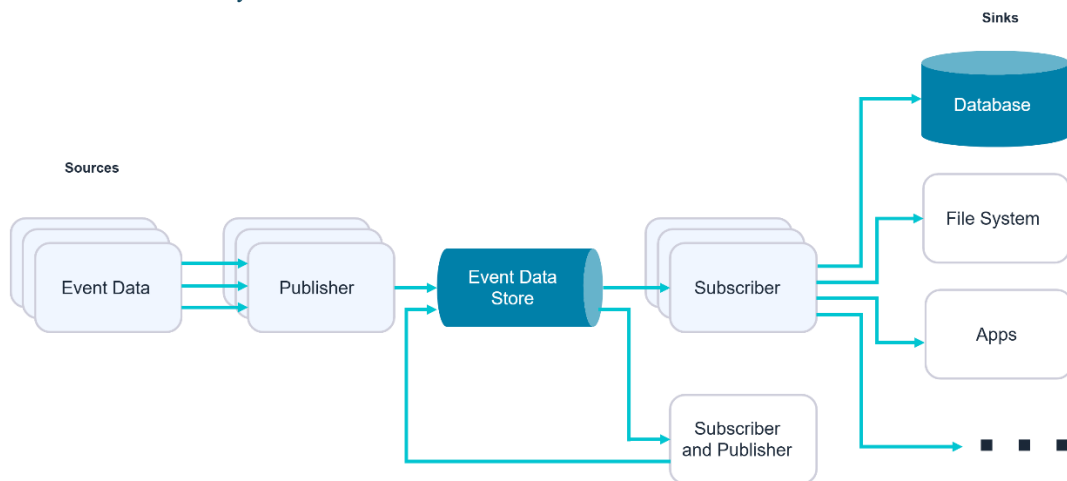 Sinks
Database
Sources
File System
Event Data
Publisher
Event Data
Store
Subscriber
Apps
Subscriber
and Publisher